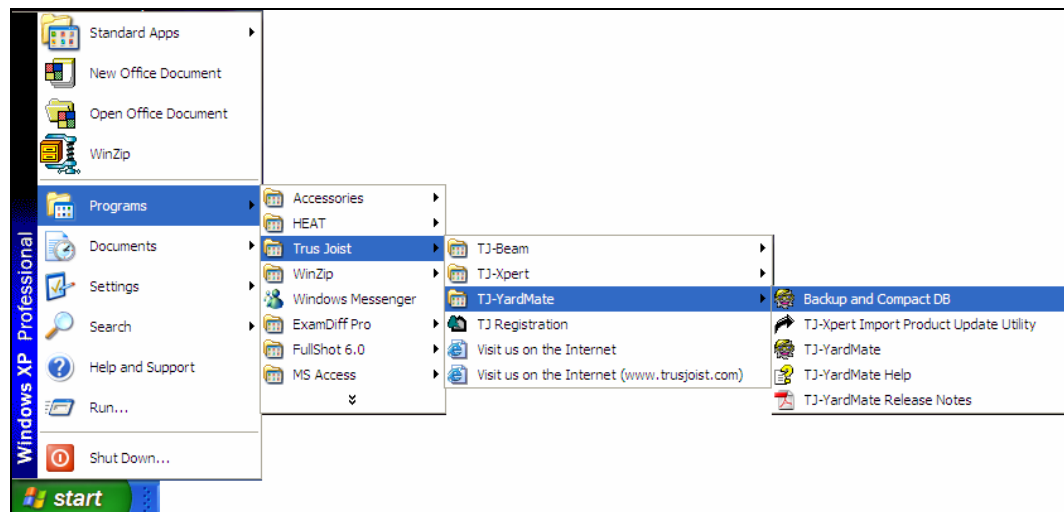 Standard Apps
New Office Document
Open Office Document
WinZip
Programs
Documents
Settings
Search
Help and Support
Run...
Shut Down...
Windows XP Professional
start
Accessories
HEAT
Trus Joist
WinZip
Windows Messenger
ExamDiff Pro
FullShot 6.0
MS Access
TJ-Beam
TJ-Xpert
TJ-YardMate
TJ Registration
Visit us on the Internet
Visit us on the Internet (www.trusjoist.com)
Backup and Compact DB
TJ-Xpert Import Product Update Utility
TJ-YardMate
TJ-YardMate Help
TJ-YardMate Release Notes